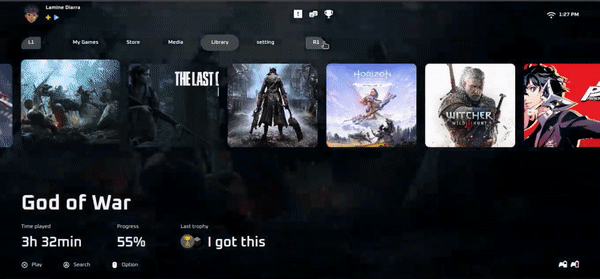 Lamine Diarra
1:27 PM
L1 My Games Store Media Library setting R1
THE LAST
HORIZON
WITCHER
WILD HUNT
God of War
Time played Progress Last trophy
3h 32min 55% I got this
Play Search Option